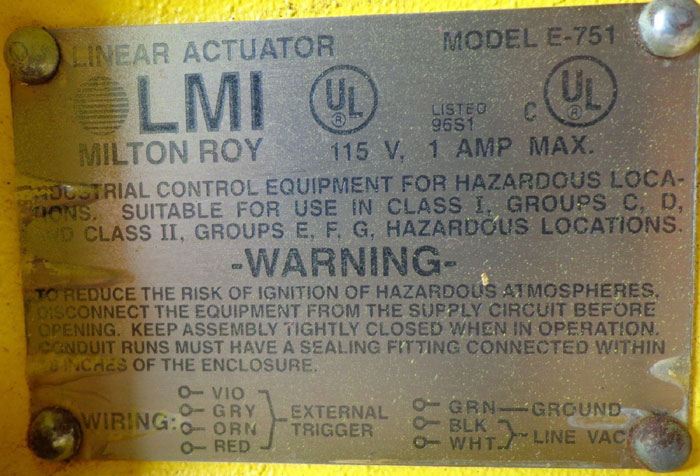 LINEAR ACTUATOR MODEL E-751
LMI UL LISTED 96S1 C UL
MILTON ROY 115 V, 1 AMP MAX.
INDUSTRIAL CONTROL EQUIPMENT FOR HAZARDOUS LOCA-
TIONS. SUITABLE FOR USE IN CLASS I, GROUPS C, D,
AND CLASS II, GROUPS E, F, G, HAZARDOUS LOCATIONS.
-WARNING-
TO REDUCE THE RISK OF IGNITION OF HAZARDOUS ATMOSPHERES,
DISCONNECT THE EQUIPMENT FROM THE SUPPLY CIRCUIT BEFORE
OPENING. KEEP ASSEMBLY TIGHTLY CLOSED WHEN IN OPERATION.
CONDUIT RUNS MUST HAVE A SEALING FITTING CONNECTED WITHIN
INCHES OF THE ENCLOSURE.
WIRING:
VIO
GRY
ORN
RED
EXTERNAL
TRIGGER
GRN GROUND
BLK
WHT
LINE VAC